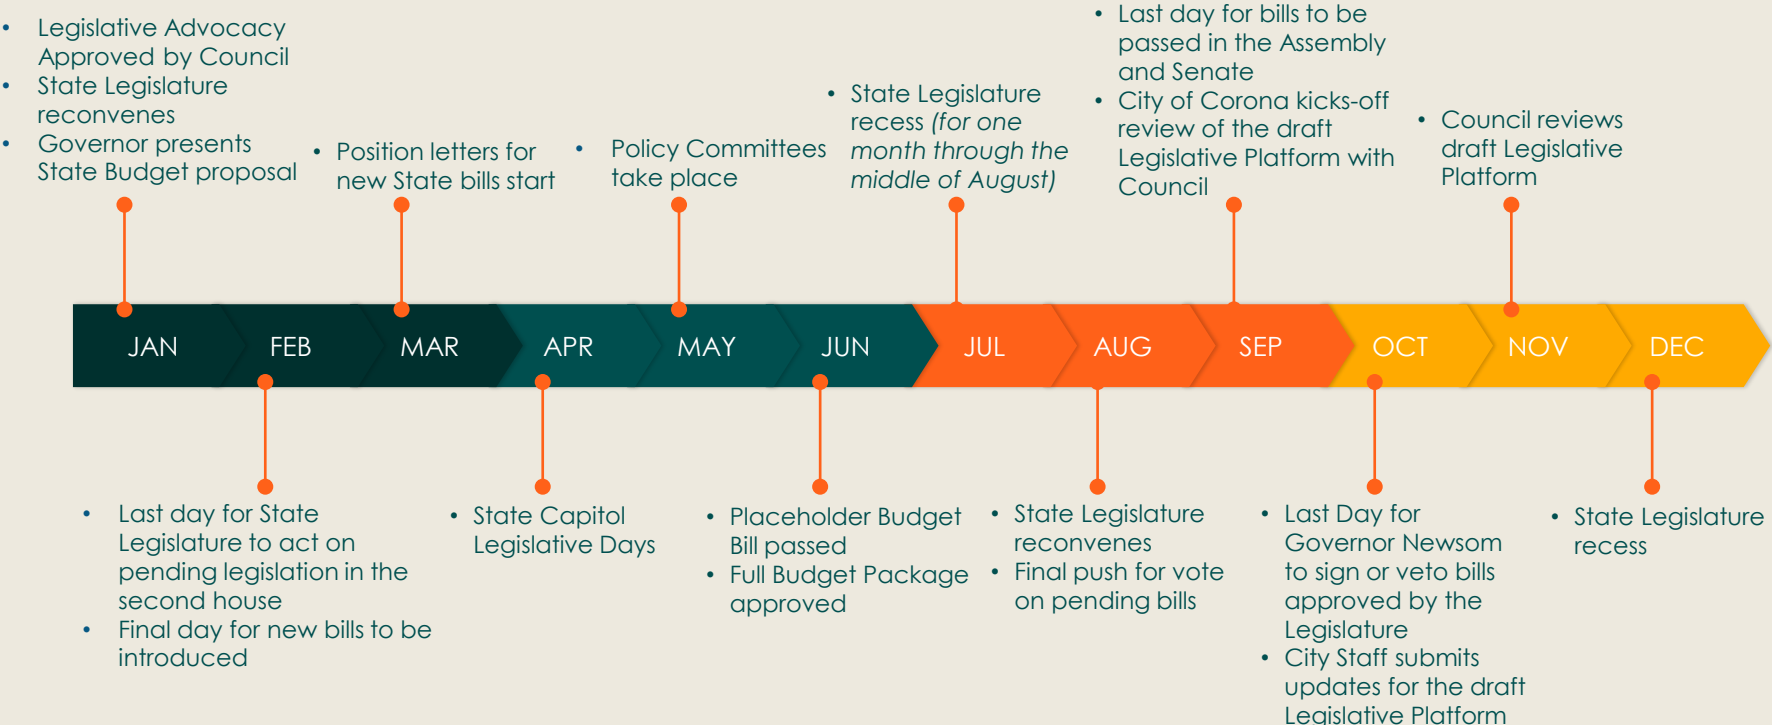 • Legislative Advocacy
Approved by Council
• State Legislature
reconvenes
• Governor presents
State Budget proposal
• Position letters for
new State bills start
• Policy Committees
take place
• State Legislature
recess (for one
month through the
middle of August)
• Last day for bills to be
passed in the Assembly
and Senate
• City of Corona kicks-off
review of the draft
Legislative Platform with
Council
• Council reviews
draft Legislative
Platform
JAN FEB MAR APR MAY JUN JUL AUG SEP OCT NOV DEC
• Last day for State
Legislature to act on
pending legislation in the
second house
• Final day for new bills to be
introduced
• State Capitol
Legislative Days
• Placeholder Budget
Bill passed
• Full Budget Package
approved
• State Legislature
reconvenes
• Final push for vote
on pending bills
• Last Day for
Governor Newsom
to sign or veto bills
approved by the
Legislature
• City Staff submits
updates for the draft
Legislative Platform
• State Legislature
recess